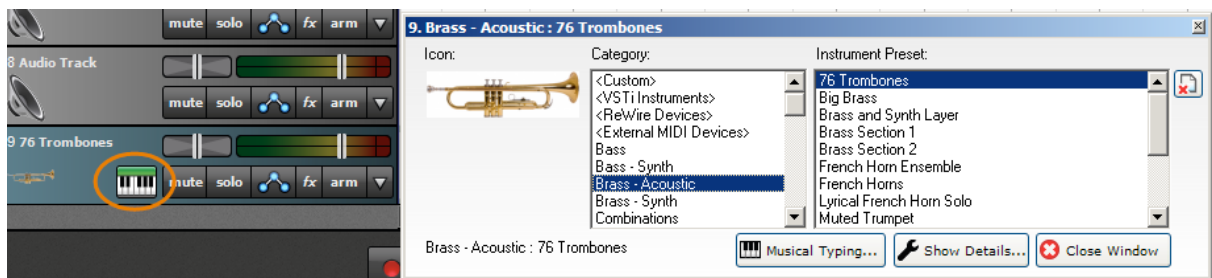 mute solo fx arm
8 Audio Track
mute solo fx arm
9 76 Trombones
mute solo fx arm
9. Brass - Acoustic : 76 Trombones
Icon:
Category:
<Custom>
<VSTi Instruments>
<ReWire Devices>
<External MIDI Devices>
Bass
Bass - Synth
Brass - Acoustic
Brass - Synth
Combinations
Instrument Preset:
76 Trombones
Big Brass
Brass and Synth Layer
Brass Section 1
Brass Section 2
French Horn Ensemble
French Horns
Lyrical French Horn Solo
Muted Trumpet
Brass - Acoustic : 76 Trombones
Musical Typing...
Show Details...
Close Window